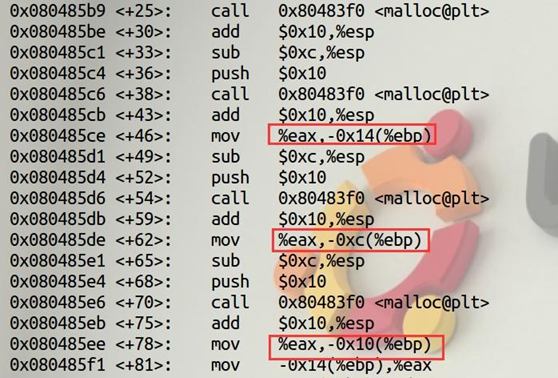 0x080485b9 <+25>: call 0x80483f0 <malloc@plt>
0x080485be <+30>: add $0x10,%esp
0x080485c1 <+33>: sub $0xc,%esp
0x080485c4 <+36>: push $0x10
0x080485c6 <+38>: call 0x80483f0 <malloc@plt>
0x080485cb <+43>: add $0x10,%esp
0x080485ce <+46>: mov %eax,-0x14(%ebp)
0x080485d1 <+49>: sub $0xc,%esp
0x080485d4 <+52>: push $0x10
0x080485d6 <+54>: call 0x80483f0 <malloc@plt>
0x080485db <+59>: add $0x10,%esp
0x080485de <+62>: mov %eax,-0xc(%ebp)
0x080485e1 <+65>: sub $0xc,%esp
0x080485e4 <+68>: push $0x10
0x080485e6 <+70>: call 0x80483f0 <malloc@plt>
0x080485eb <+75>: add $0x10,%esp
0x080485ee <+78>: mov %eax,-0x10(%ebp)
0x080485f1 <+81>: mov -0x14(%ebp),%eax